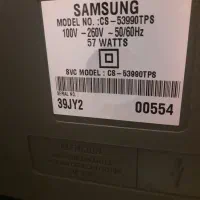 SAMSUNG
MODEL NO. :CS-53990TPS
100V -260V ~50/60Hz
57 WATTS
SVC MODEL : CS-53990TPS
SERIAL NO.
39JY2 00554